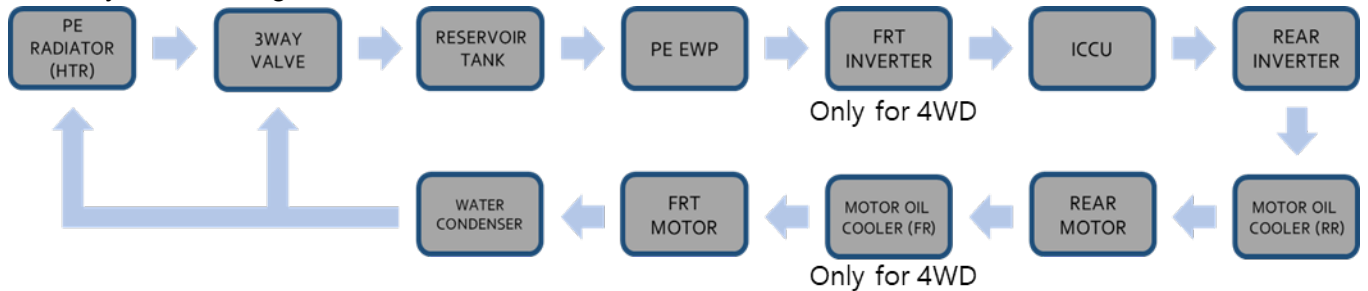 PE
RADIATOR
(HTR)
3WAY
VALVE
RESERVOIR
TANK
PE EWP
FRT
INVERTER
ICCU
REAR
INVERTER
Only for 4WD
WATER
CONDENSER
FRT
MOTOR
MOTOR OIL
COOLER (FR)
REAR
MOTOR
MOTOR OIL
COOLER (RR)
Only for 4WD